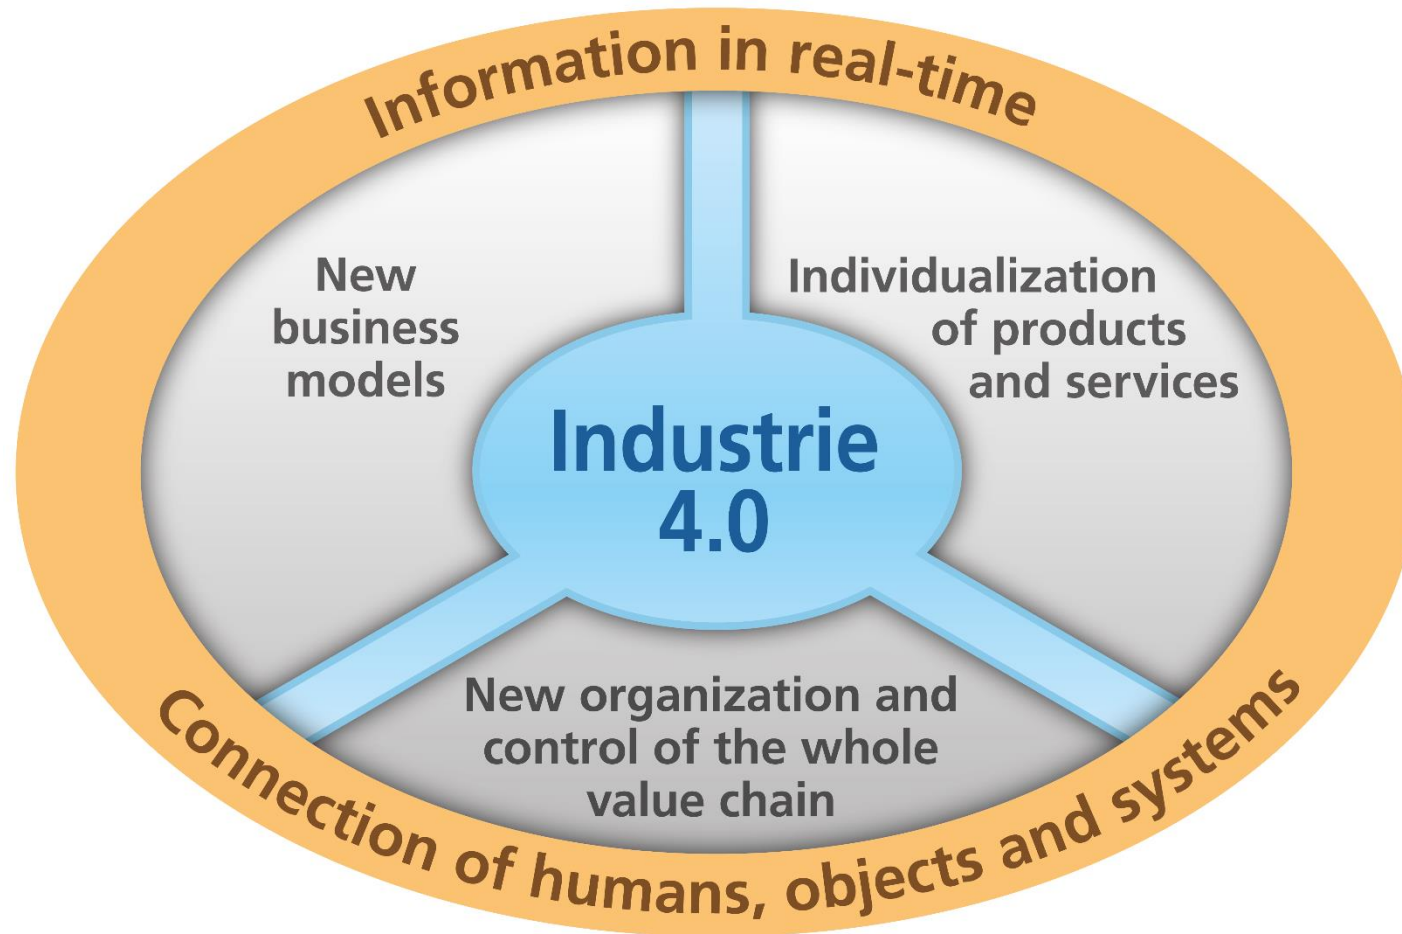 Information in real-time
New
business
models
Individualization
of products
and services
Industrie
4.0
New organization and
control of the whole
value chain
Connection of humans, objects and systems